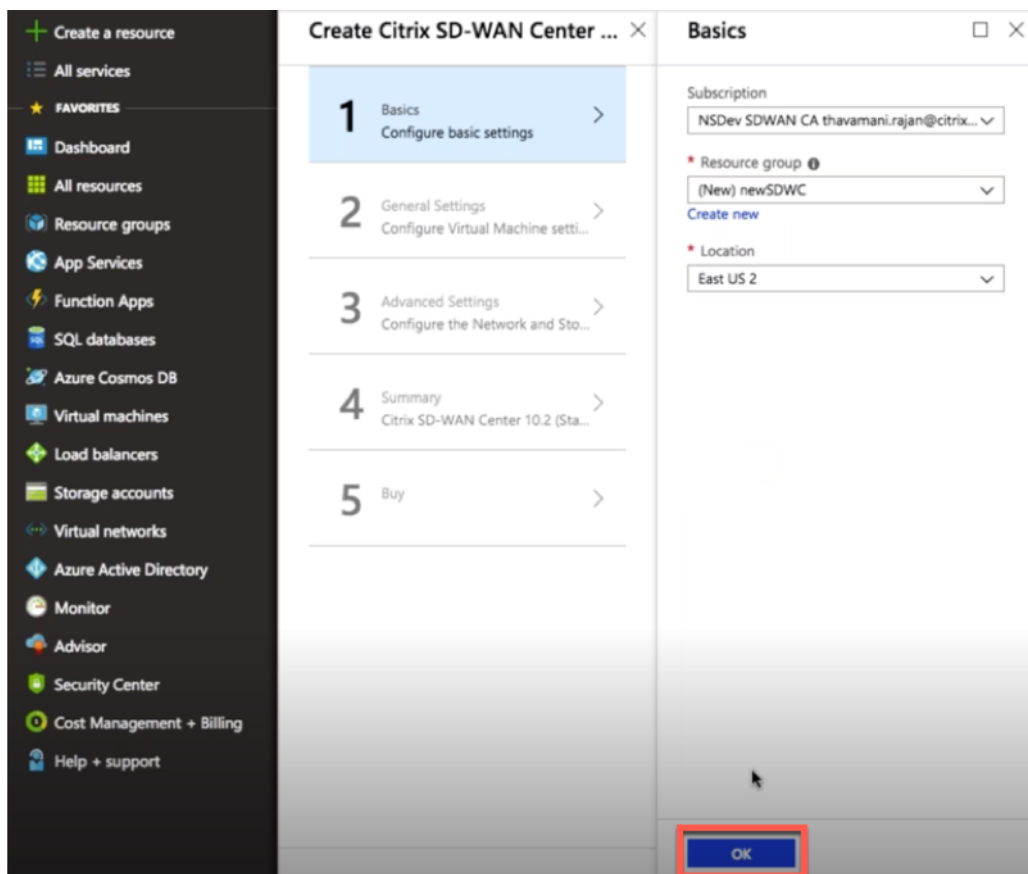 Create a resource
All services
FAVORITES
Dashboard
All resources
Resource groups
App Services
Function Apps
SQL databases
Azure Cosmos DB
Virtual machines
Load balancers
Storage accounts
Virtual networks
Azure Active Directory
Monitor
Advisor
Security Center
Cost Management + Billing
Help + support
Create Citrix SD-WAN Center ...
1
Basics
Configure basic settings
2
General Settings
Configure Virtual Machine setti...
3
Advanced Settings
Configure the Network and Sto...
4
Summary
Citrix SD-WAN Center 10.2 (Sta...
5
Buy
Basics
Subscription
NSDev SDWAN CA thavamani.rajan@citrix...
* Resource group
(New) newSDWC
Create new
* Location
East US 2
OK